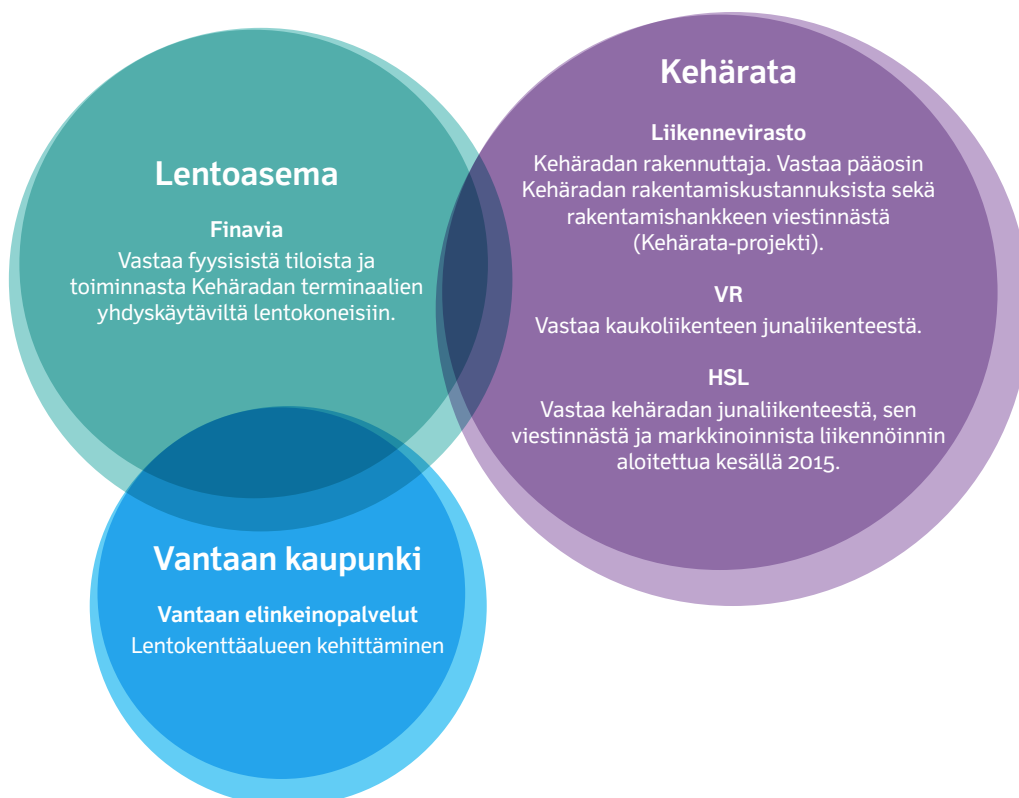 Lentoasema
Finavia
Vastaa fyysisistä tiloista ja
toiminnasta Kehäradan terminaalien
yhdyskäytäviltä lentokoneisiin.
Kehärata
Liikennevirasto
Kehäradan rakennuttaja. Vastaa pääosin
Kehäradan rakentamiskustannuksista sekä
rakentamishankkeen viestinnästä
(Kehärata-projekti).
VR
Vastaa kaukoliikenteen junaliikenteestä.
HSL
Vastaa kehäradan junaliikenteestä, sen
viestinnästä ja markkinoinnista liikennöinnin
aloitettua kesällä 2015.
Vantaan kaupunki
Vantaan elinkeinopalvelut
Lentokenttäalueen kehittäminen